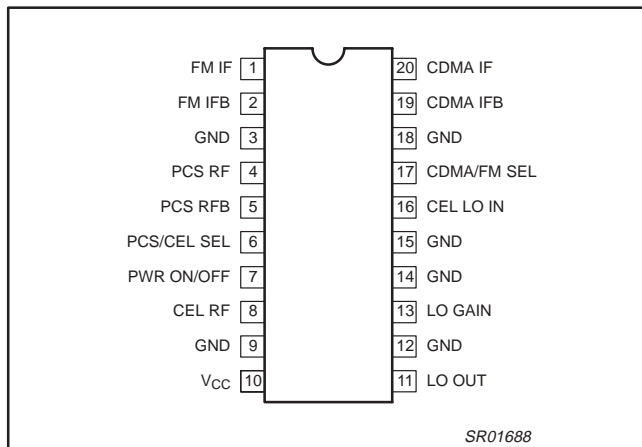 FM IF 1 20 CDMA IF
FM IFB 2 19 CDMA IFB
GND 3 18 GND
PCS RF 4 17 CDMA/FM SEL
PCS RFB 5 16 CEL LO IN
PCS/CEL SEL 6 15 GND
PWR ON/OFF 7 14 GND
CEL RF 8 13 LO GAIN
GND 9 12 GND
VCC 10 11 LO OUT
SR01688